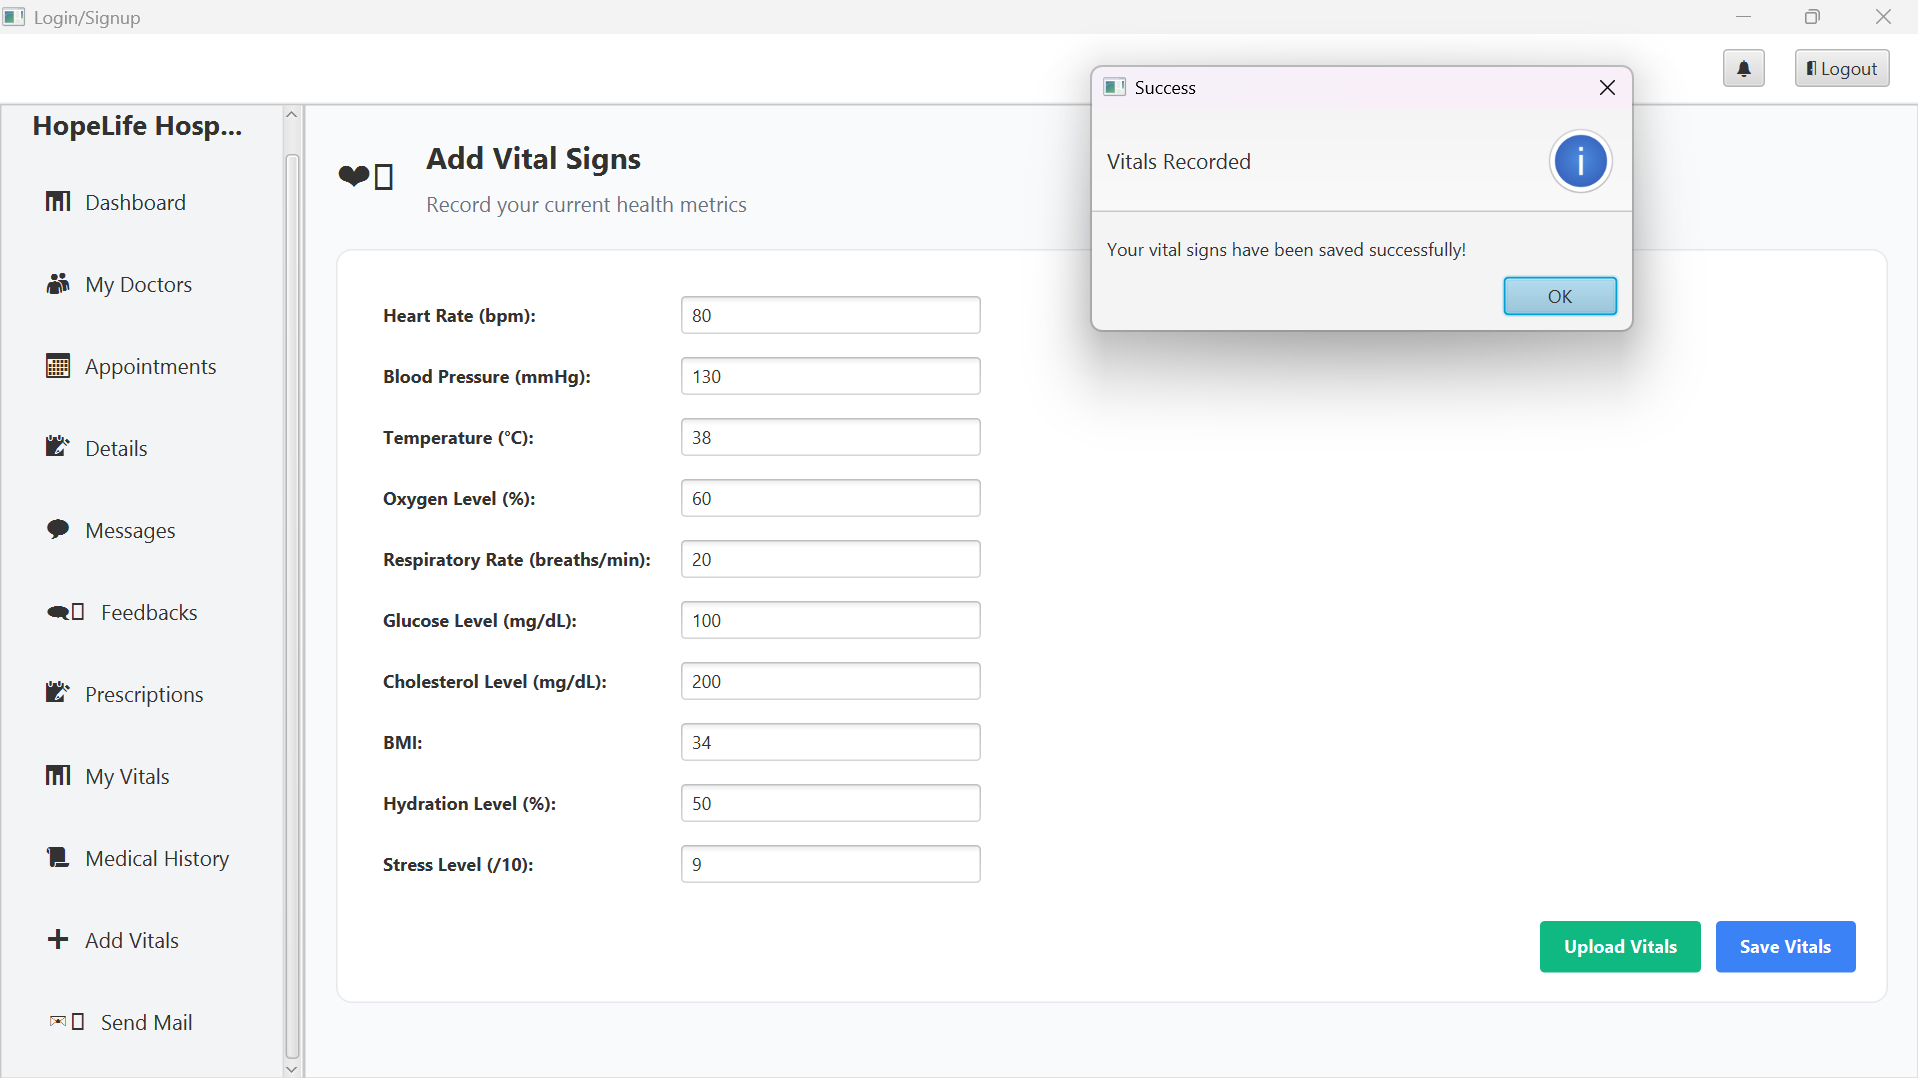 Login/Signup
Logout
HopeLife Hosp...
Dashboard
My Doctors
Appointments
Details
Messages
Feedbacks
Prescriptions
My Vitals
Medical History
Add Vitals
Send Mail
Add Vital Signs
Record your current health metrics
Heart Rate (bpm): 80
Blood Pressure (mmHg): 130
Temperature (°C): 38
Oxygen Level (%): 60
Respiratory Rate (breaths/min): 20
Glucose Level (mg/dL): 100
Cholesterol Level (mg/dL): 200
BMI: 34
Hydration Level (%): 50
Stress Level (/10): 9
Upload Vitals Save Vitals
Success
Vitals Recorded
Your vital signs have been saved successfully!
OK